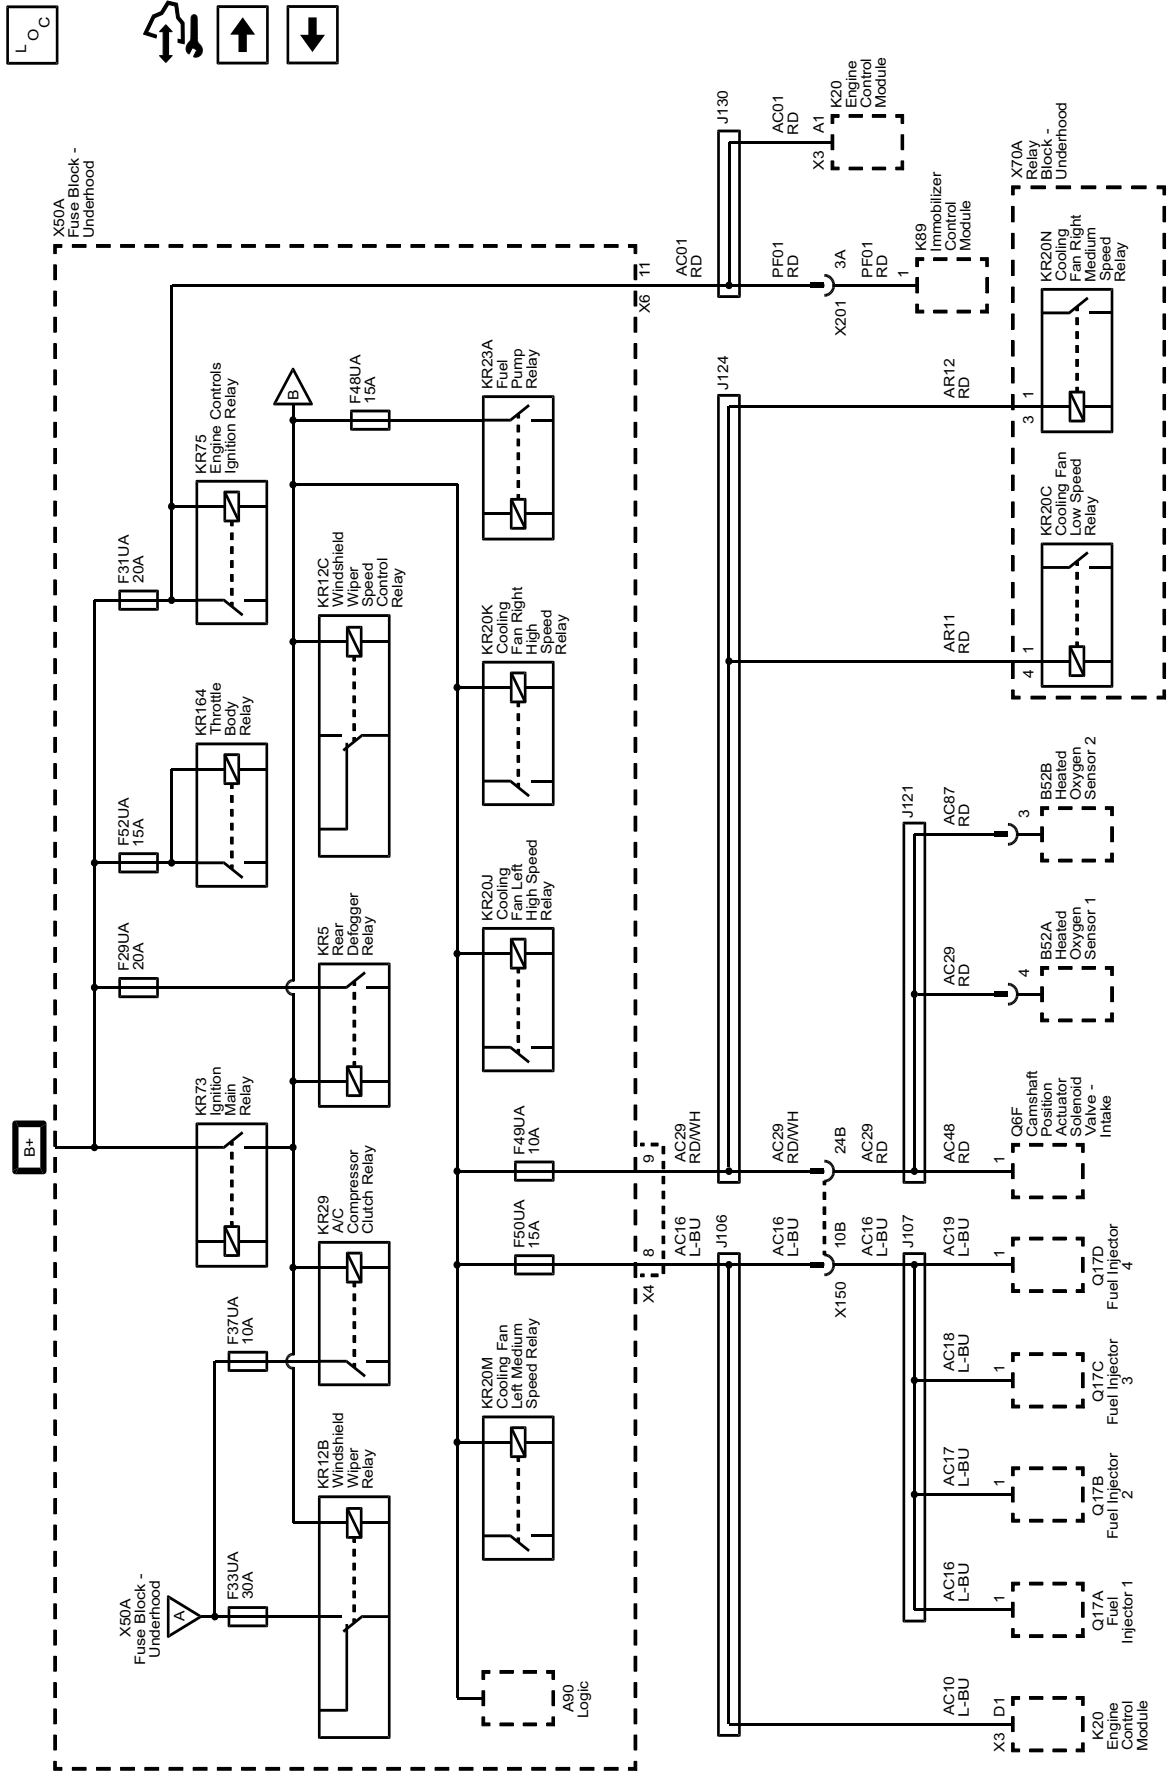 L O C
X50A
Fuse Block -
Underhood
B+
F29UA
20A
F52UA
15A
F31UA
20A
X50A
Fuse Block -
Underhood
A
F33UA
30A
F37UA
10A
KR73
Ignition
Main
Relay
KR164
Throttle
Body
Relay
KR75
Engine Controls
Ignition Relay
B
KR12B
Windshield
Wiper
Relay
KR29
A/C
Compressor
Clutch Relay
KR5
Rear
Defogger
Relay
KR12C
Windshield
Wiper
Speed
Control
Relay
F48UA
15A
A90
Logic
KR20M
Cooling Fan
Left Medium
Speed Relay
F50UA
15A
F49UA
10A
KR20J
Cooling
Fan Left
High Speed
Relay
KR20K
Cooling
Fan Right
High
Speed
Relay
KR23A
Fuel
Pump
Relay
X4
8
9
X6
11
AC16
L-BU
AC29
RD/WH
AC01
RD
J106
J124
J130
AC16
L-BU
AC29
RD/WH
PF01
RD
AC01
RD
X3
A1
K20
Engine
Control
Module
X150
10B
24B
X201
3A
AC16
L-BU
AC29
RD
PF01
RD
1
K89
Immobilizer
Control
Module
J107
J121
AC10
L-BU
AC16
L-BU
AC17
L-BU
AC18
L-BU
AC19
L-BU
AC48
RD
AC29
RD
AC87
RD
AR11
RD
AR12
RD
X3
D1
1
1
1
1
1
4
3
4
1
3
1
X70A
Relay
Block -
Underhood
K20
Engine
Control
Module
Q17A
Fuel
Injector 1
Q17B
Fuel Injector
2
Q17C
Fuel Injector
3
Q17D
Fuel Injector
4
Q6F
Camshaft
Position
Actuator
Solenoid
Valve -
Intake
B52A
Heated
Oxygen
Sensor 1
B52B
Heated
Oxygen
Sensor 2
KR20C
Cooling Fan
Low Speed
Relay
KR20N
Cooling
Fan Right
Medium
Speed
Relay